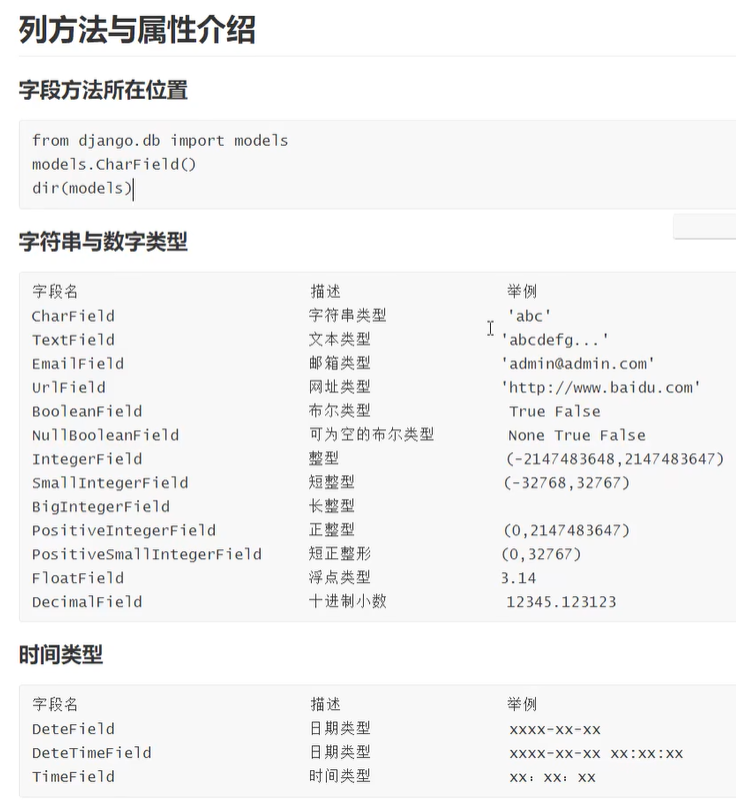 列方法与属性介绍
字段方法所在位置
from django.db import models
models.CharField()
dir(models)
字符串与数字类型
字段名 描述 举例
CharField 字符串类型 'abc'
TextField 文本类型 'abcdefg...'
EmailField 邮箱类型 'admin@admin.com'
UrlField 网址类型 'http://www.baidu.com'
BooleanField 布尔类型 True False
NullBooleanField 可为空的布尔类型 None True False
IntegerField 整型 (-2147483648,2147483647)
SmallIntegerField 短整型 (-32768,32767)
BigIntegerField 长整型
PositiveIntegerField 正整型 (0,2147483647)
PositiveSmallIntegerField 短正整形 (0,32767)
FloatField 浮点类型 3.14
DecimalField 十进制小数 12345.123123
时间类型
字段名 描述 举例
DeteField 日期类型 xxxx-xx-xx
DeteTimeField 日期类型 xxxx-xx-xx xx:xx:xx
TimeField 时间类型 xx：xx：xx